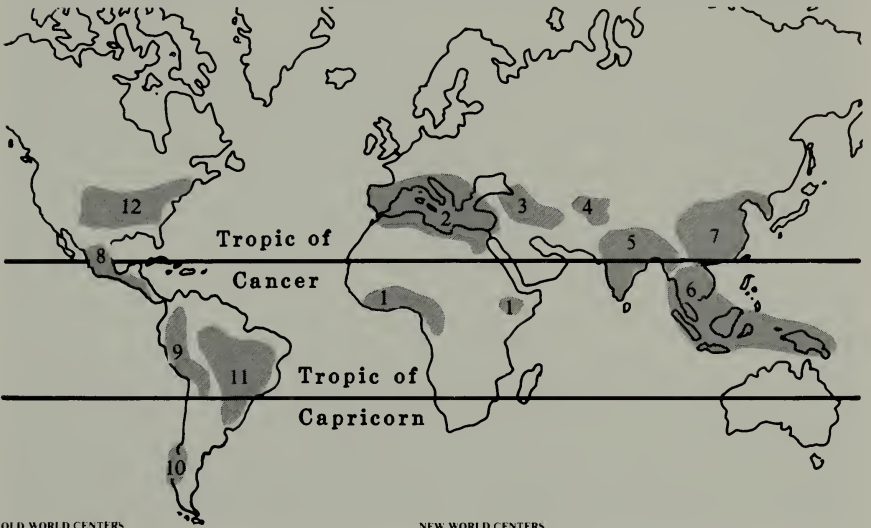 12
2
3
4
5
7
8
Tropic of
Cancer
6
1
1
9
11
Tropic of
Capricorn
10
OLD WORLD CENTERS
NEW WORLD CENTERS